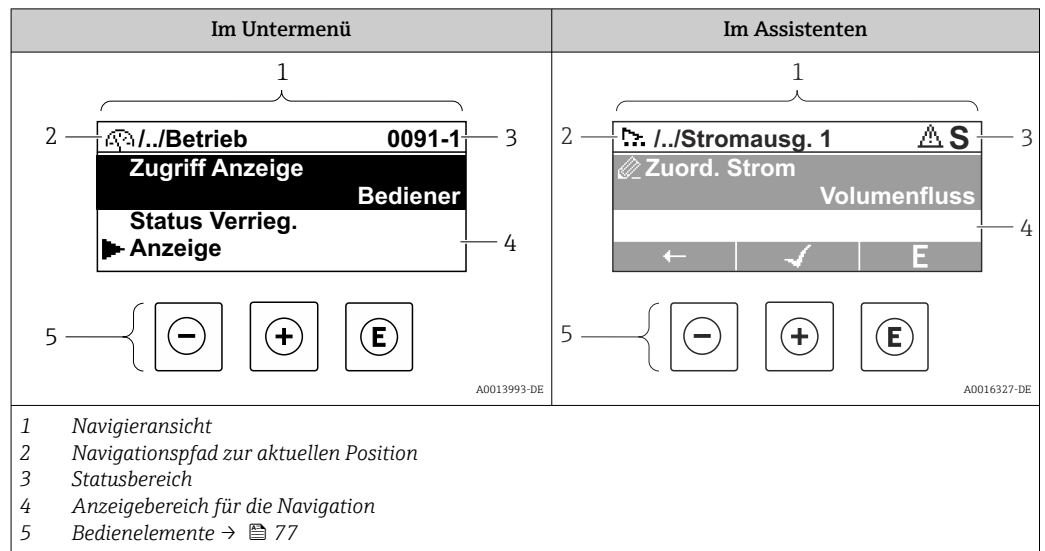 Im Untermenü
1
2
/../Betrieb 0091-1
3
Zugriff Anzeige
Bediener
Status Verrieg.
Anzeige
4
5
E
A0013993-DE
Im Assistenten
1
2
/../Stromausg. 1 S
3
Zuord. Strom
Volumenfluss
4
E
5
E
A0016327-DE
1 Navigieransicht
2 Navigationspfad zur aktuellen Position
3 Statusbereich
4 Anzeigebereich für die Navigation
5 Bedienelemente → 77